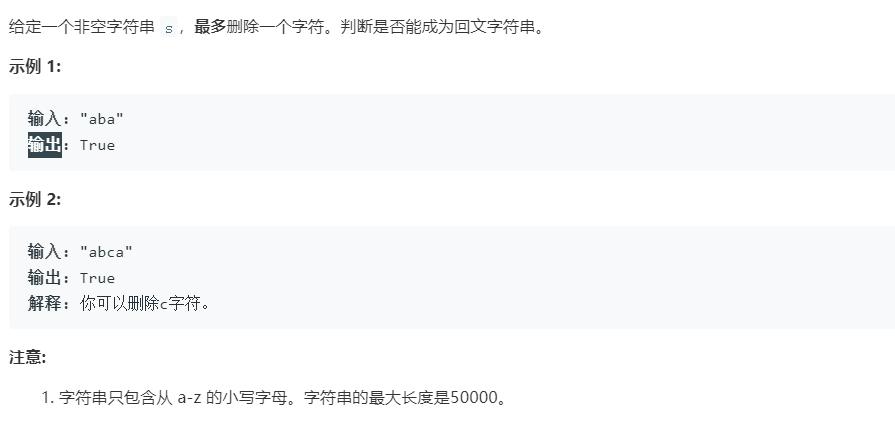 给定一个非空字符串 s，最多删除一个字符。判断是否能成为回文字符串。
示例 1:
输入: "aba"
输出: True
示例 2:
输入: "abca"
输出: True
解释: 你可以删除c字符。
注意:
1. 字符串只包含从 a-z 的小写字母。字符串的最大长度是50000。